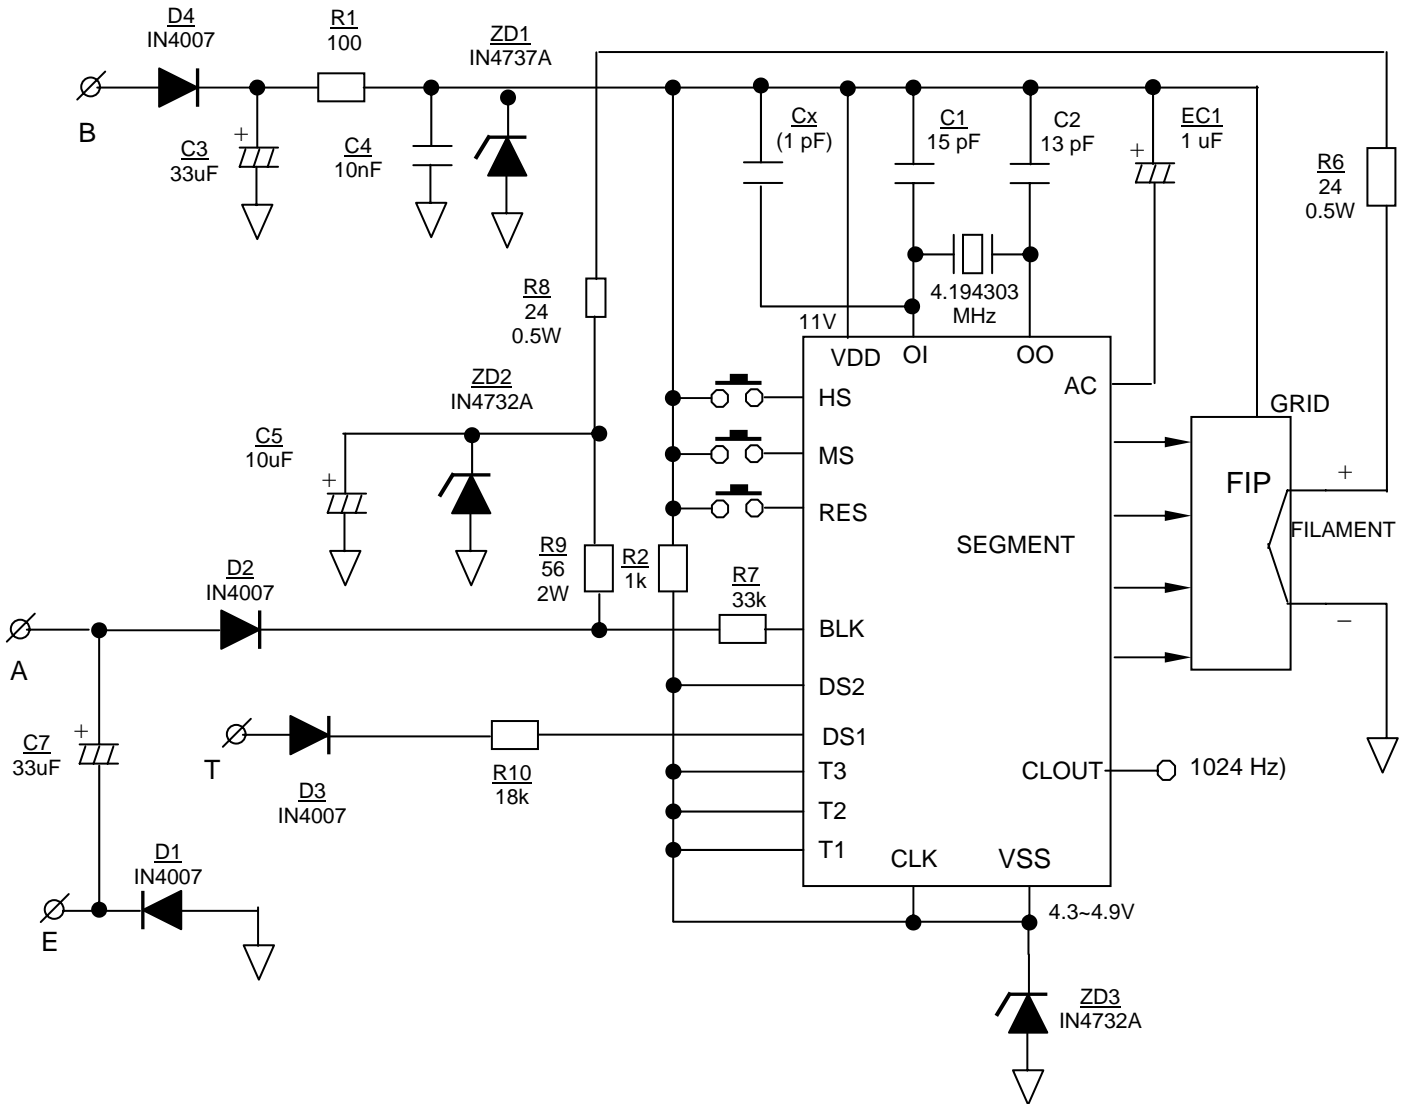 D4
IN4007
R1
100
ZD1
IN4737A
B
+
C3
33uF
C4
10nF
Cx
(1 pF)
C1
15 pF
C2
13 pF
EC1
1 uF
+
R6
24
0.5W
R8
24
0.5W
4.194303
MHz
11V
VDD
OI
OO
AC
HS
MS
RES
BLK
DS2
DS1
T3
T2
T1
CLK
VSS
SEGMENT
CLOUT
1024 Hz)
GRID
FIP
+
FILAMENT
–
ZD2
IN4732A
C5
10uF
+
R9
56
2W
R2
1k
R7
33k
D2
IN4007
A
+
C7
33uF
T
D3
IN4007
R10
18k
D1
IN4007
E
4.3~4.9V
ZD3
IN4732A